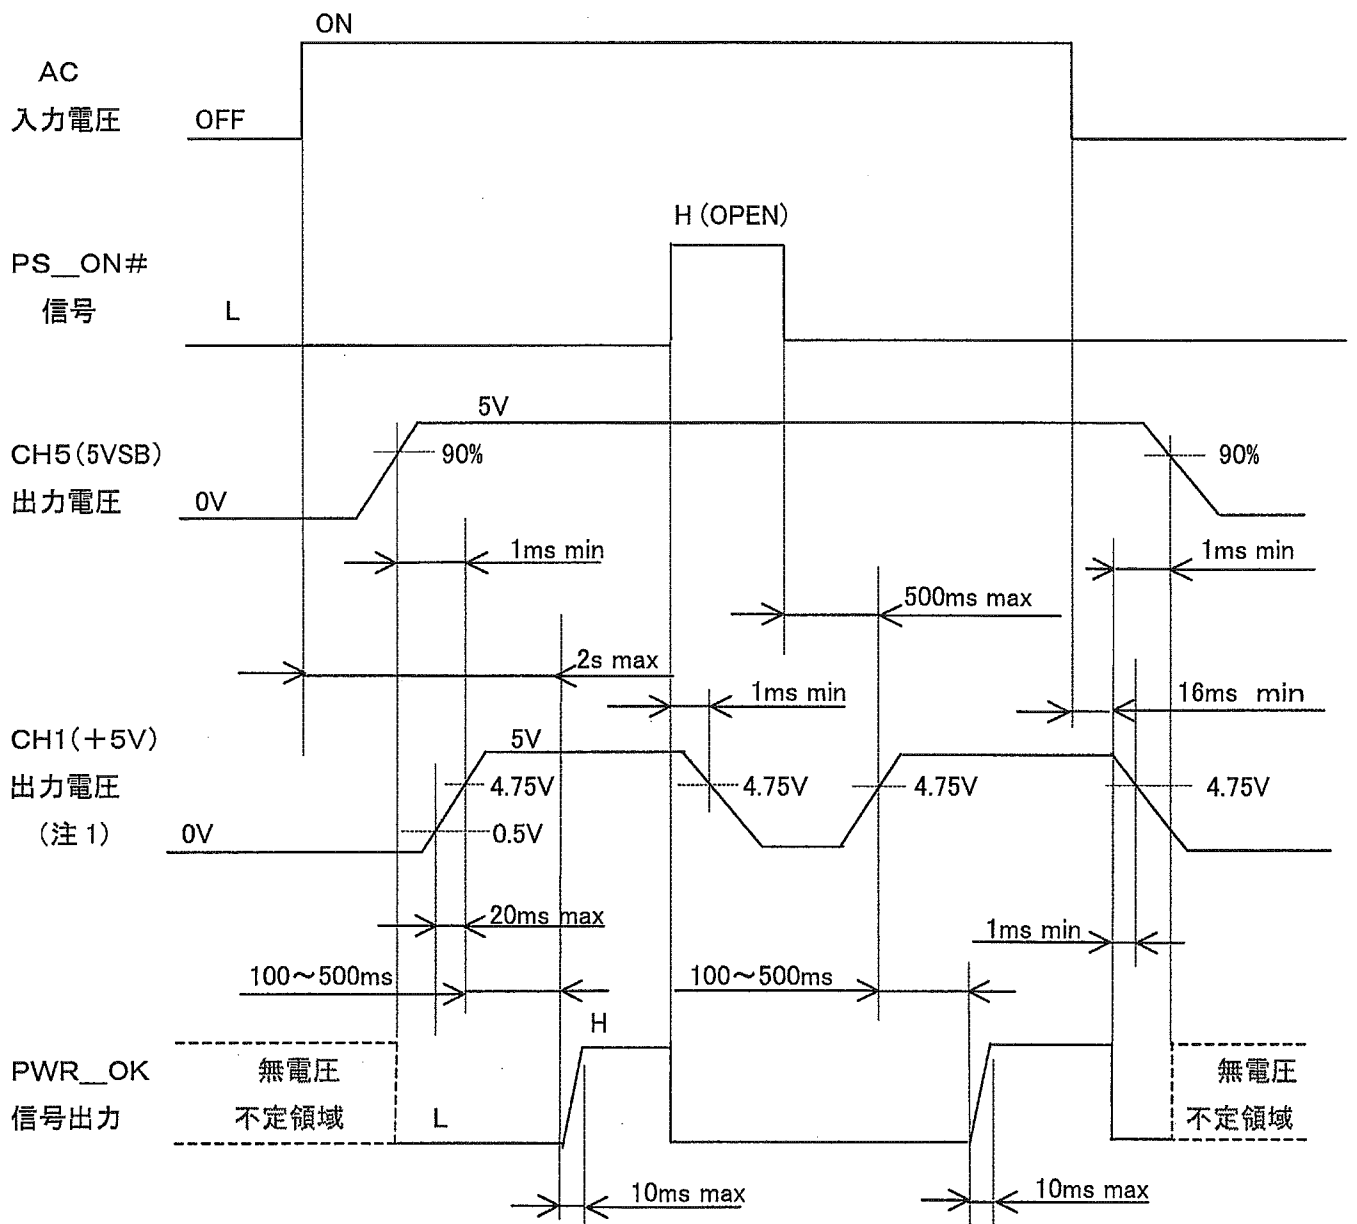 ON
AC
入力電圧
OFF
H(OPEN)
PS__ON#
信号
L
5V
CH5(5VSB)
出力電圧
90%
90%
0V
1ms min
1ms min
500ms max
2s max
1ms min
16ms min
CH1(+5V)
出力電圧
(注1)
5V
4.75V
4.75V
4.75V
4.75V
0V
0.5V
20ms max
1ms min
100~500ms
100~500ms
H
PWR__OK
信号出力
無電圧
不定領域
L
無電圧
不定領域
10ms max
10ms max